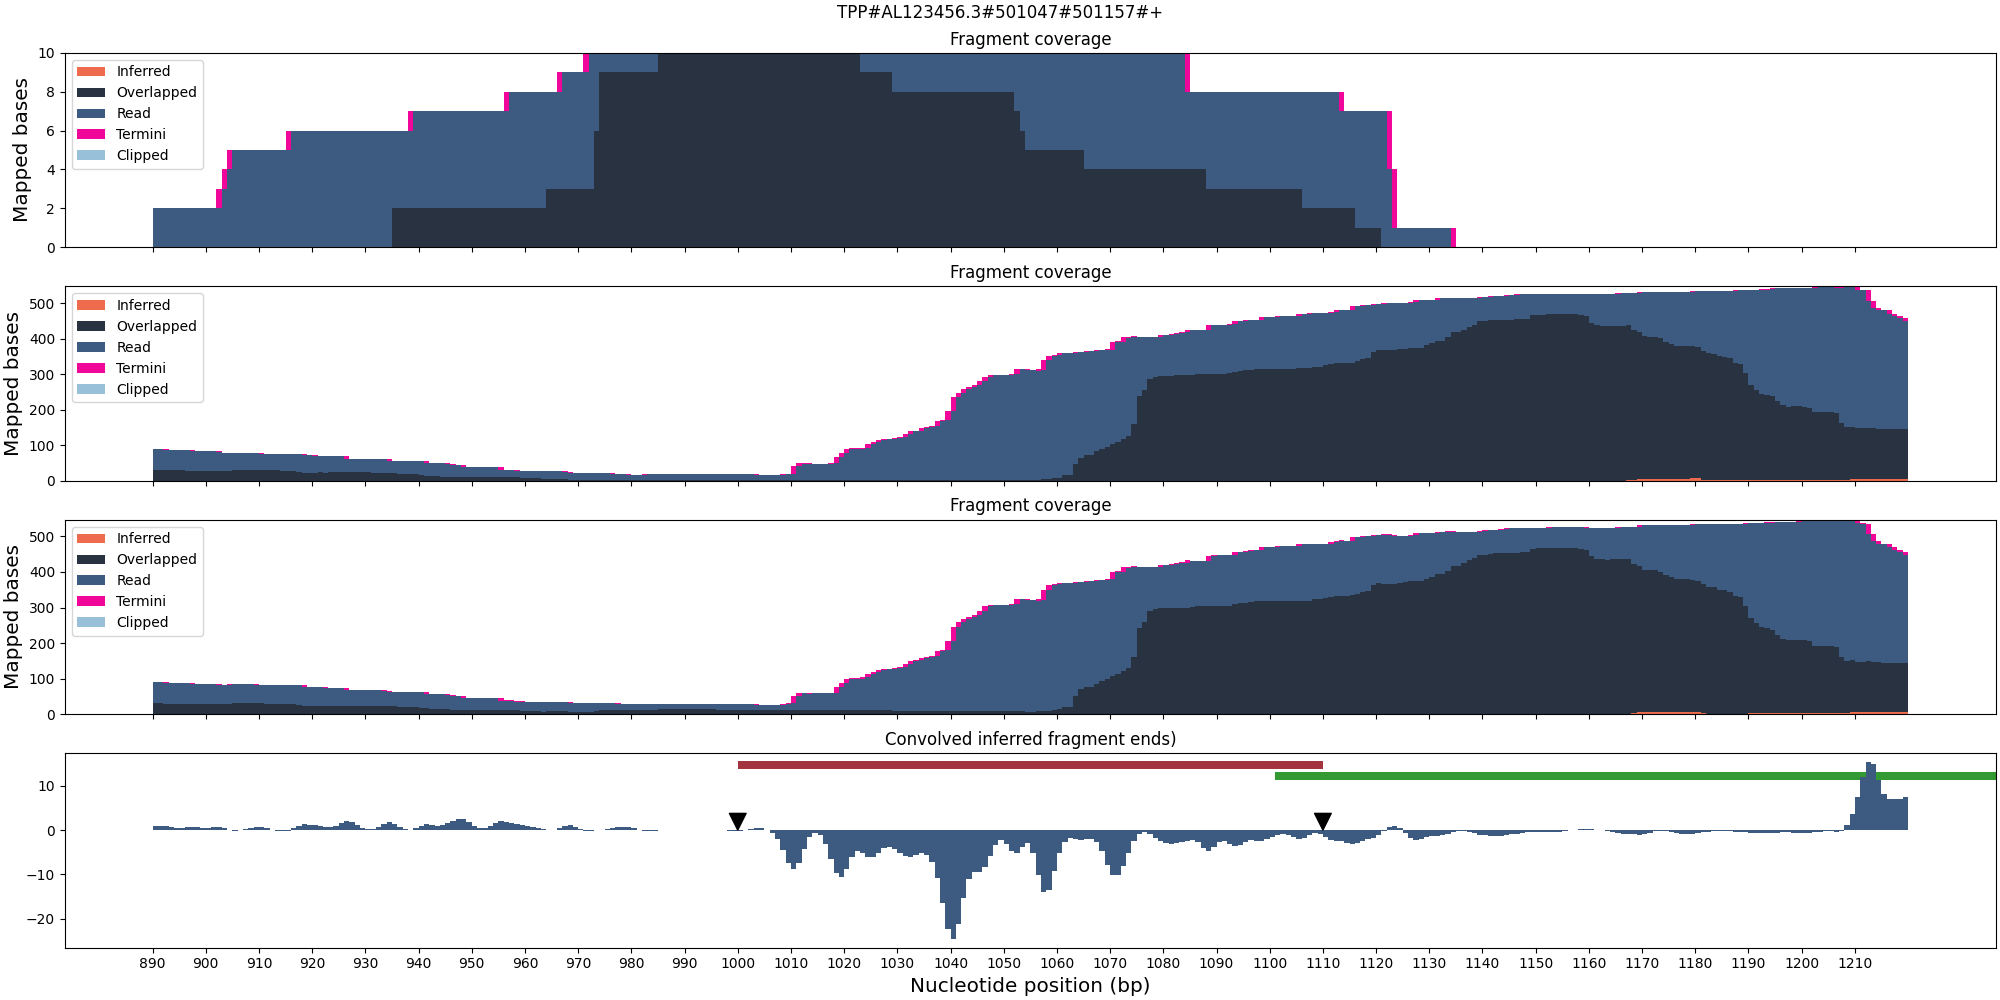 TPP#AL123456.3#501047#501157#+
Fragment coverage
Mapped bases
10
8
6
4
2
0
Inferred
Overlapped
Read
Termini
Clipped
Fragment coverage
Mapped bases
500
400
300
200
100
0
Inferred
Overlapped
Read
Termini
Clipped
Fragment coverage
Mapped bases
500
400
300
200
100
0
Inferred
Overlapped
Read
Termini
Clipped
Convolved inferred fragment ends)
10
0
−10
−20
890 900 910 920 930 940 950 960 970 980 990 1000 1010 1020 1030 1040 1050 1060 1070 1080 1090 1100 1110 1120 1130 1140 1150 1160 1170 1180 1190 1200 1210
Nucleotide position (bp)